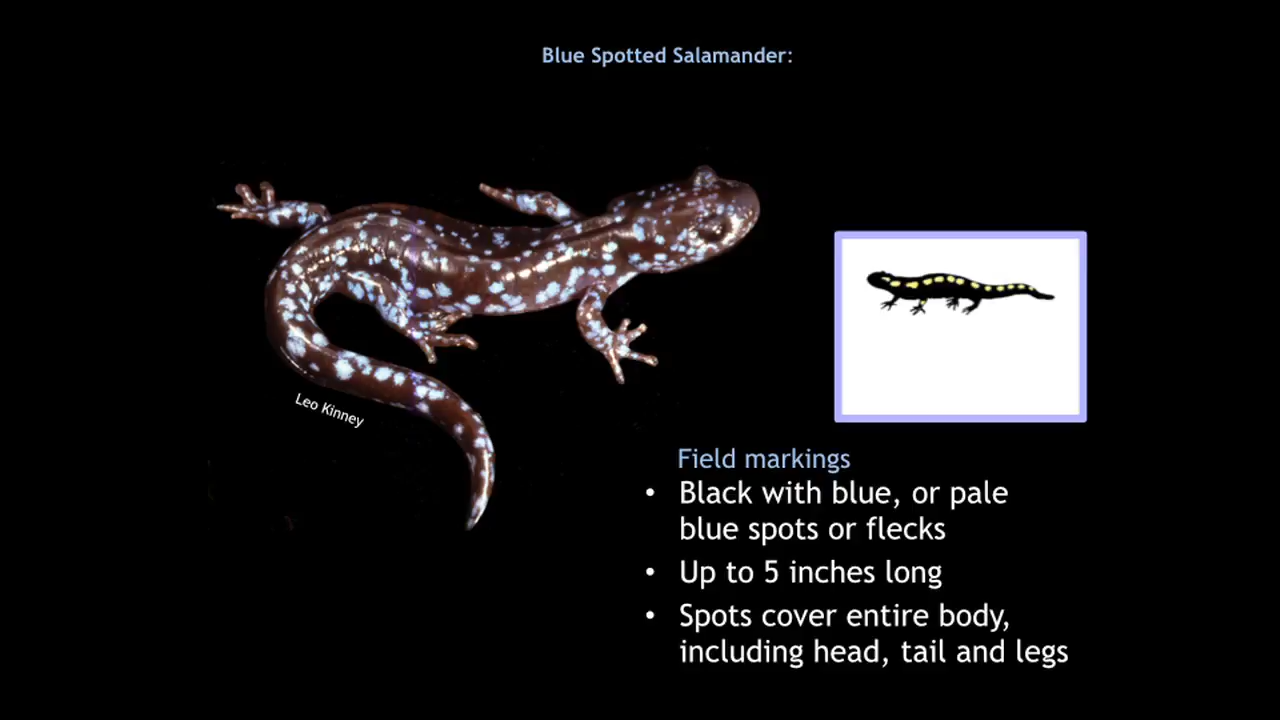 Blue Spotted Salamander:
Leo Kinney
Field markings
• Black with blue, or pale
blue spots or flecks
• Up to 5 inches long
• Spots cover entire body,
including head, tail and legs